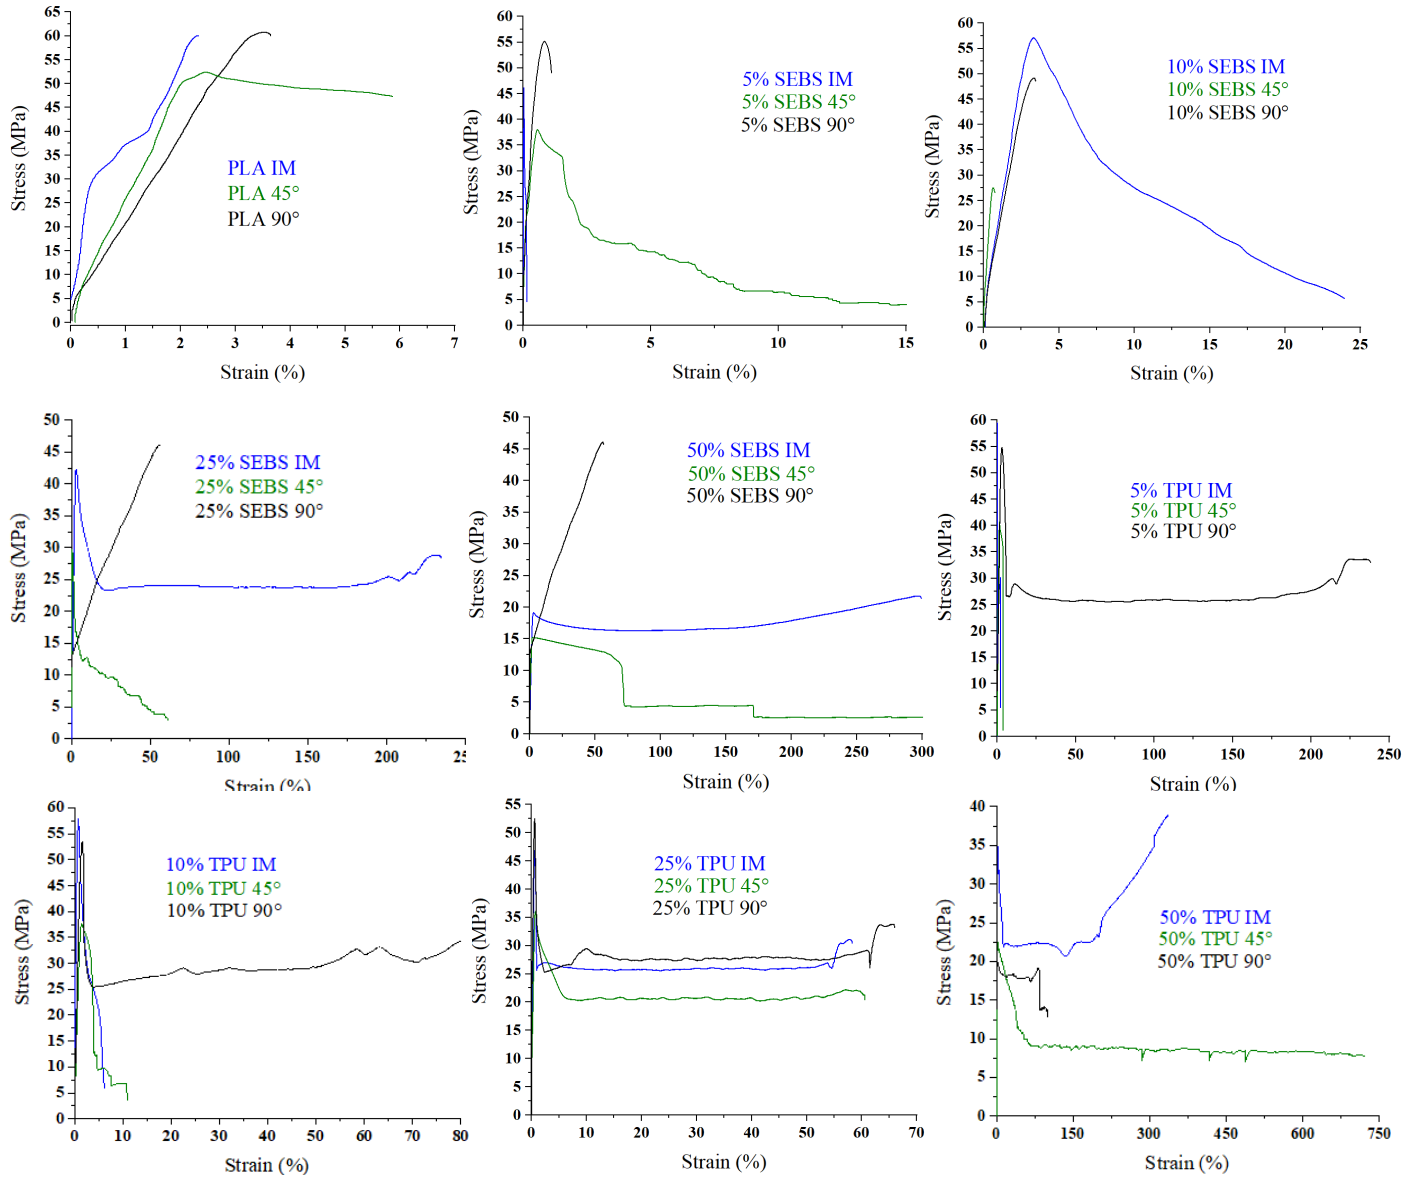 65
60
55
50
45
40
35
30
25
20
15
10
5
0
Stress (MPa)
PLA IM
PLA 45°
PLA 90°
0 1 2 3 4 5 6 7
Strain (%)
60
55
50
45
40
35
30
25
20
15
10
5
0
Stress (MPa)
5% SEBS IM
5% SEBS 45°
5% SEBS 90°
0 5 10 15
Strain (%)
60
55
50
45
40
35
30
25
20
15
10
5
0
Stress (MPa)
10% SEBS IM
10% SEBS 45°
10% SEBS 90°
0 5 10 15 20 25
Strain (%)
50
45
40
35
30
25
20
15
10
5
0
Stress (MPa)
25% SEBS IM
25% SEBS 45°
25% SEBS 90°
0 50 100 150 200
Strain (%)
50
45
40
35
30
25
20
15
10
5
0
Stress (MPa)
50% SEBS IM
50% SEBS 45°
50% SEBS 90°
0 50 100 150 200 250 300
Strain (%)
60
55
50
45
40
35
30
25
20
15
10
5
0
Stress (MPa)
5% TPU IM
5% TPU 45°
5% TPU 90°
0 50 100 150 200 250
Strain (%)
60
55
50
45
40
35
30
25
20
15
10
5
0
Stress (MPa)
10% TPU IM
10% TPU 45°
10% TPU 90°
0 10 20 30 40 50 60 70 80
Strain (%)
55
50
45
40
35
30
25
20
15
10
5
0
Stress (MPa)
25% TPU IM
25% TPU 45°
25% TPU 90°
0 10 20 30 40 50 60 70
Strain (%)
40
35
30
25
20
15
10
5
0
Stress (MPa)
50% TPU IM
50% TPU 45°
50% TPU 90°
0 150 300 450 600 750
Strain (%)